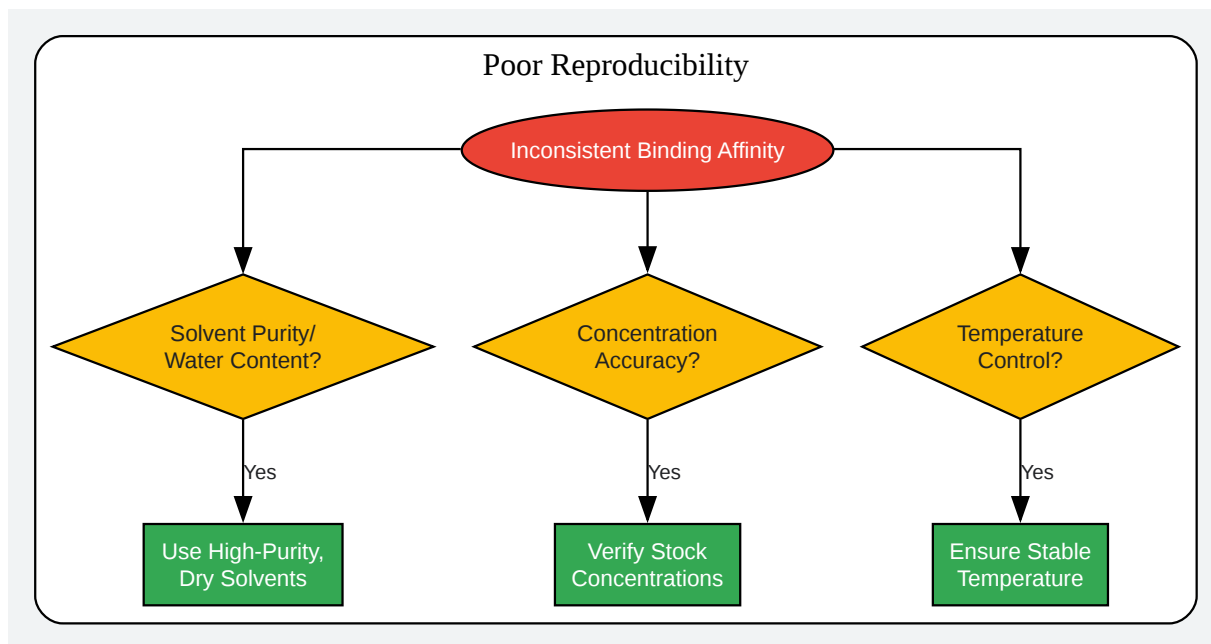 Poor Reproducibility
Inconsistent Binding Affinity
Solvent Purity/
Water Content?
Concentration
Accuracy?
Temperature
Control?
Yes
Yes
Yes
Use High-Purity,
Dry Solvents
Verify Stock
Concentrations
Ensure Stable
Temperature